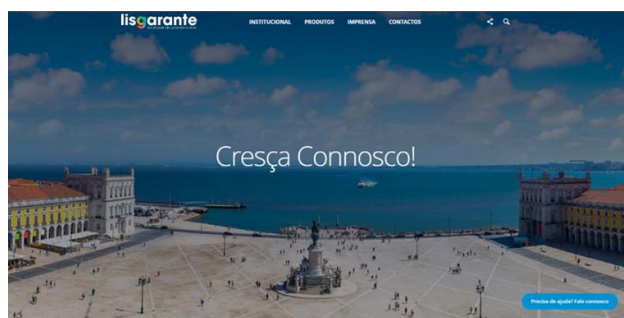 lisgarante
INSTITUCIONAL PRODUTOS IMPRENSA CONTACTOS
Cresça Connosco!
Precisa de ajuda? Fale connosco